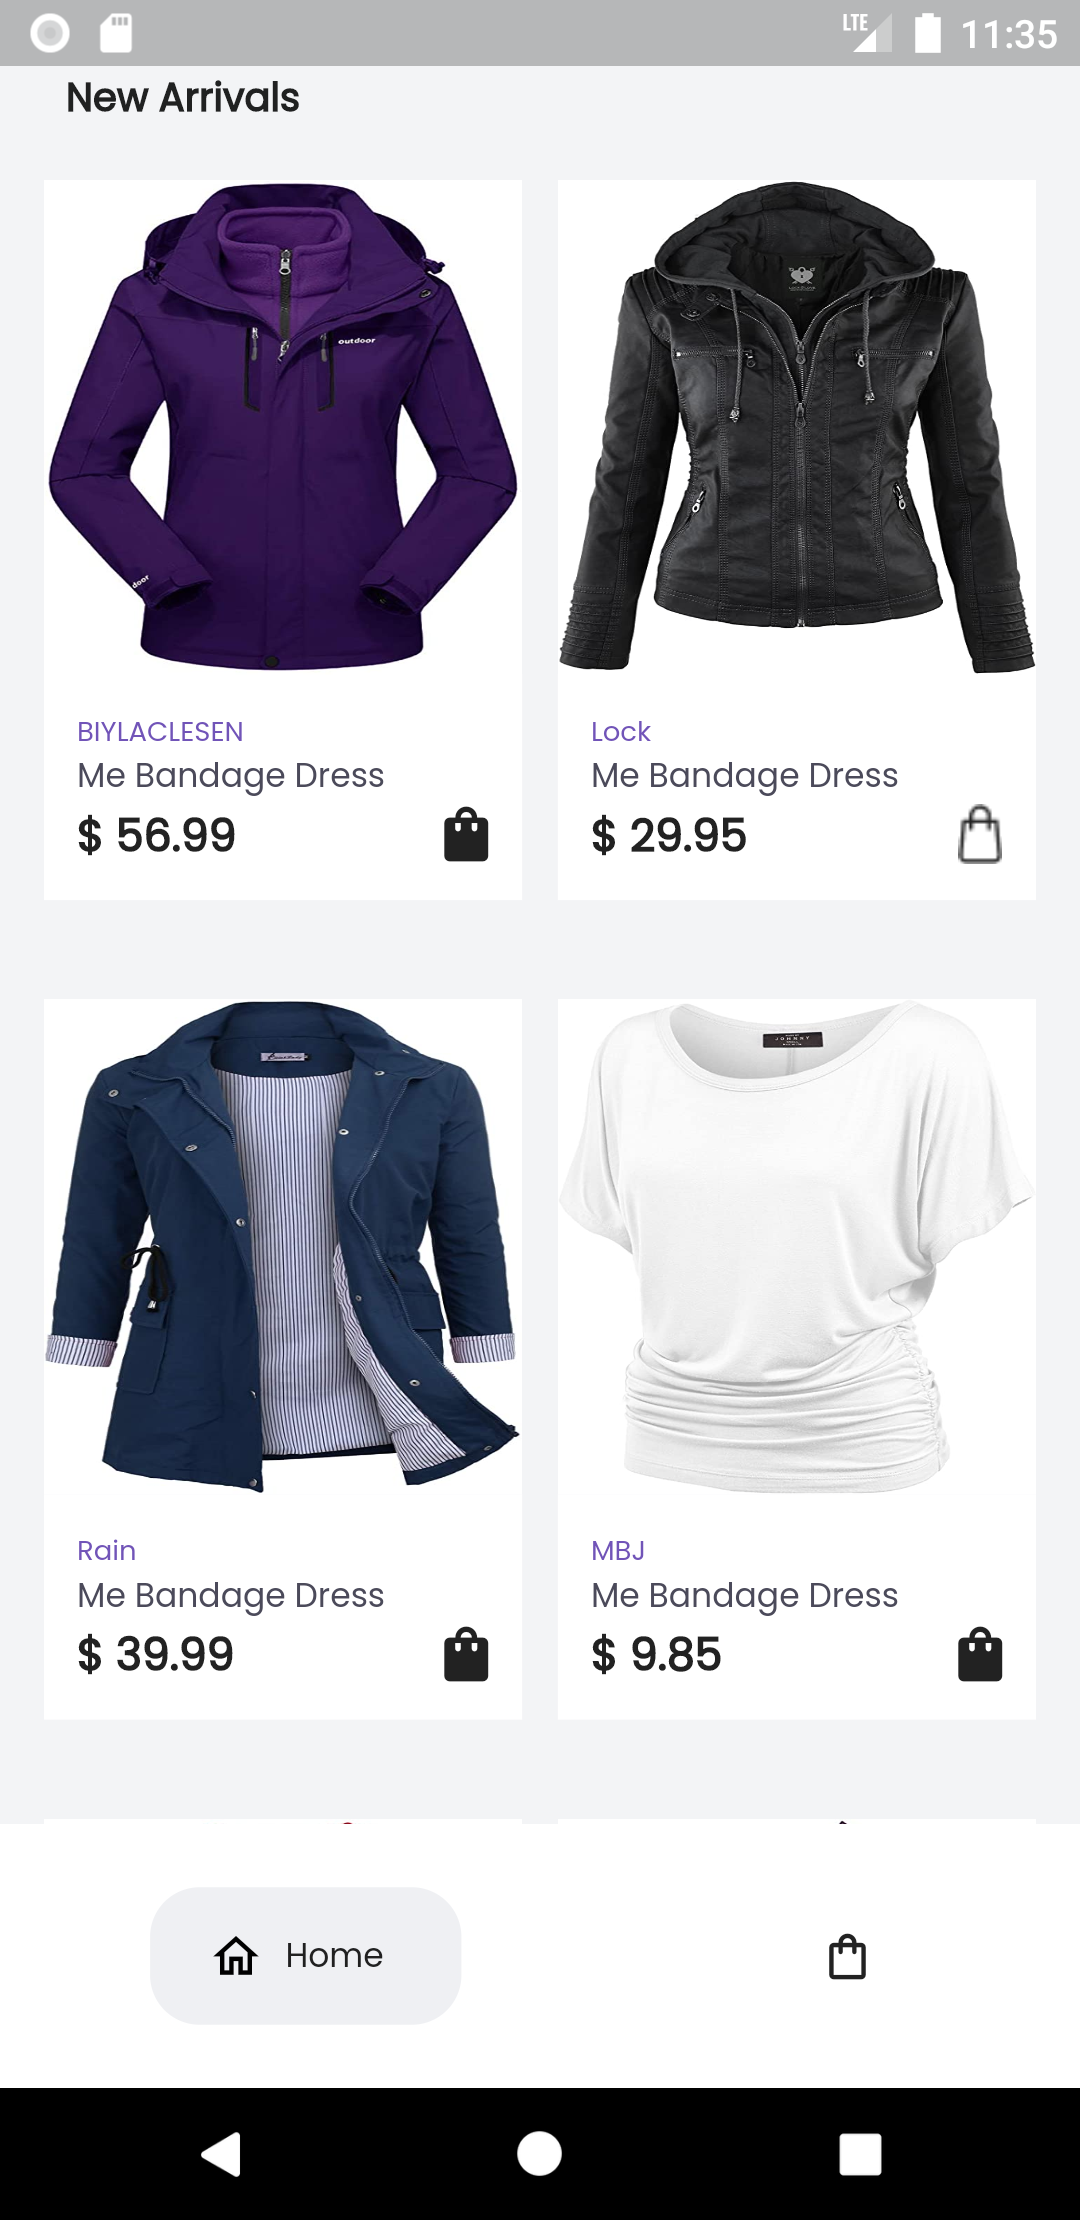 LTE 11:35
New Arrivals
outdoor
door
BIYLACLESEN
Me Bandage Dress
$ 56.99
Lock
Me Bandage Dress
$ 29.95
JOHNNY
Rain
Me Bandage Dress
$ 39.99
MBJ
Me Bandage Dress
$ 9.85
Home